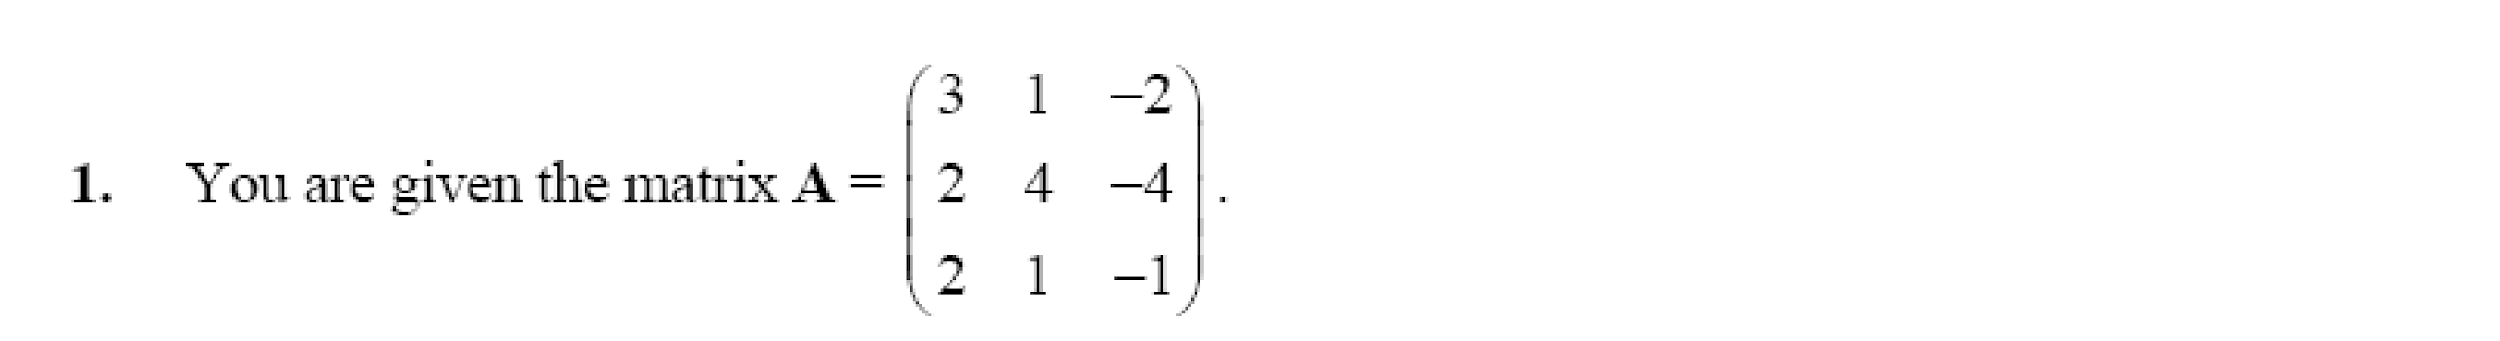 1. You are given the matrix A = ( 3 1 −2
2 4 −4
2 1 −1 ) .